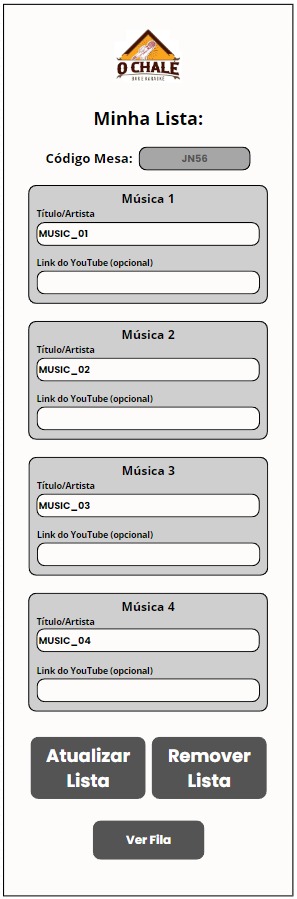 O CHALÉ
BAR E KARAOKÊ
Minha Lista:
Código Mesa: JN56
Música 1
Título/Artista
MUSIC_01
Link do YouTube (opcional)
Música 2
Título/Artista
MUSIC_02
Link do YouTube (opcional)
Música 3
Título/Artista
MUSIC_03
Link do YouTube (opcional)
Música 4
Título/Artista
MUSIC_04
Link do YouTube (opcional)
Atualizar
Lista
Remover
Lista
Ver Fila